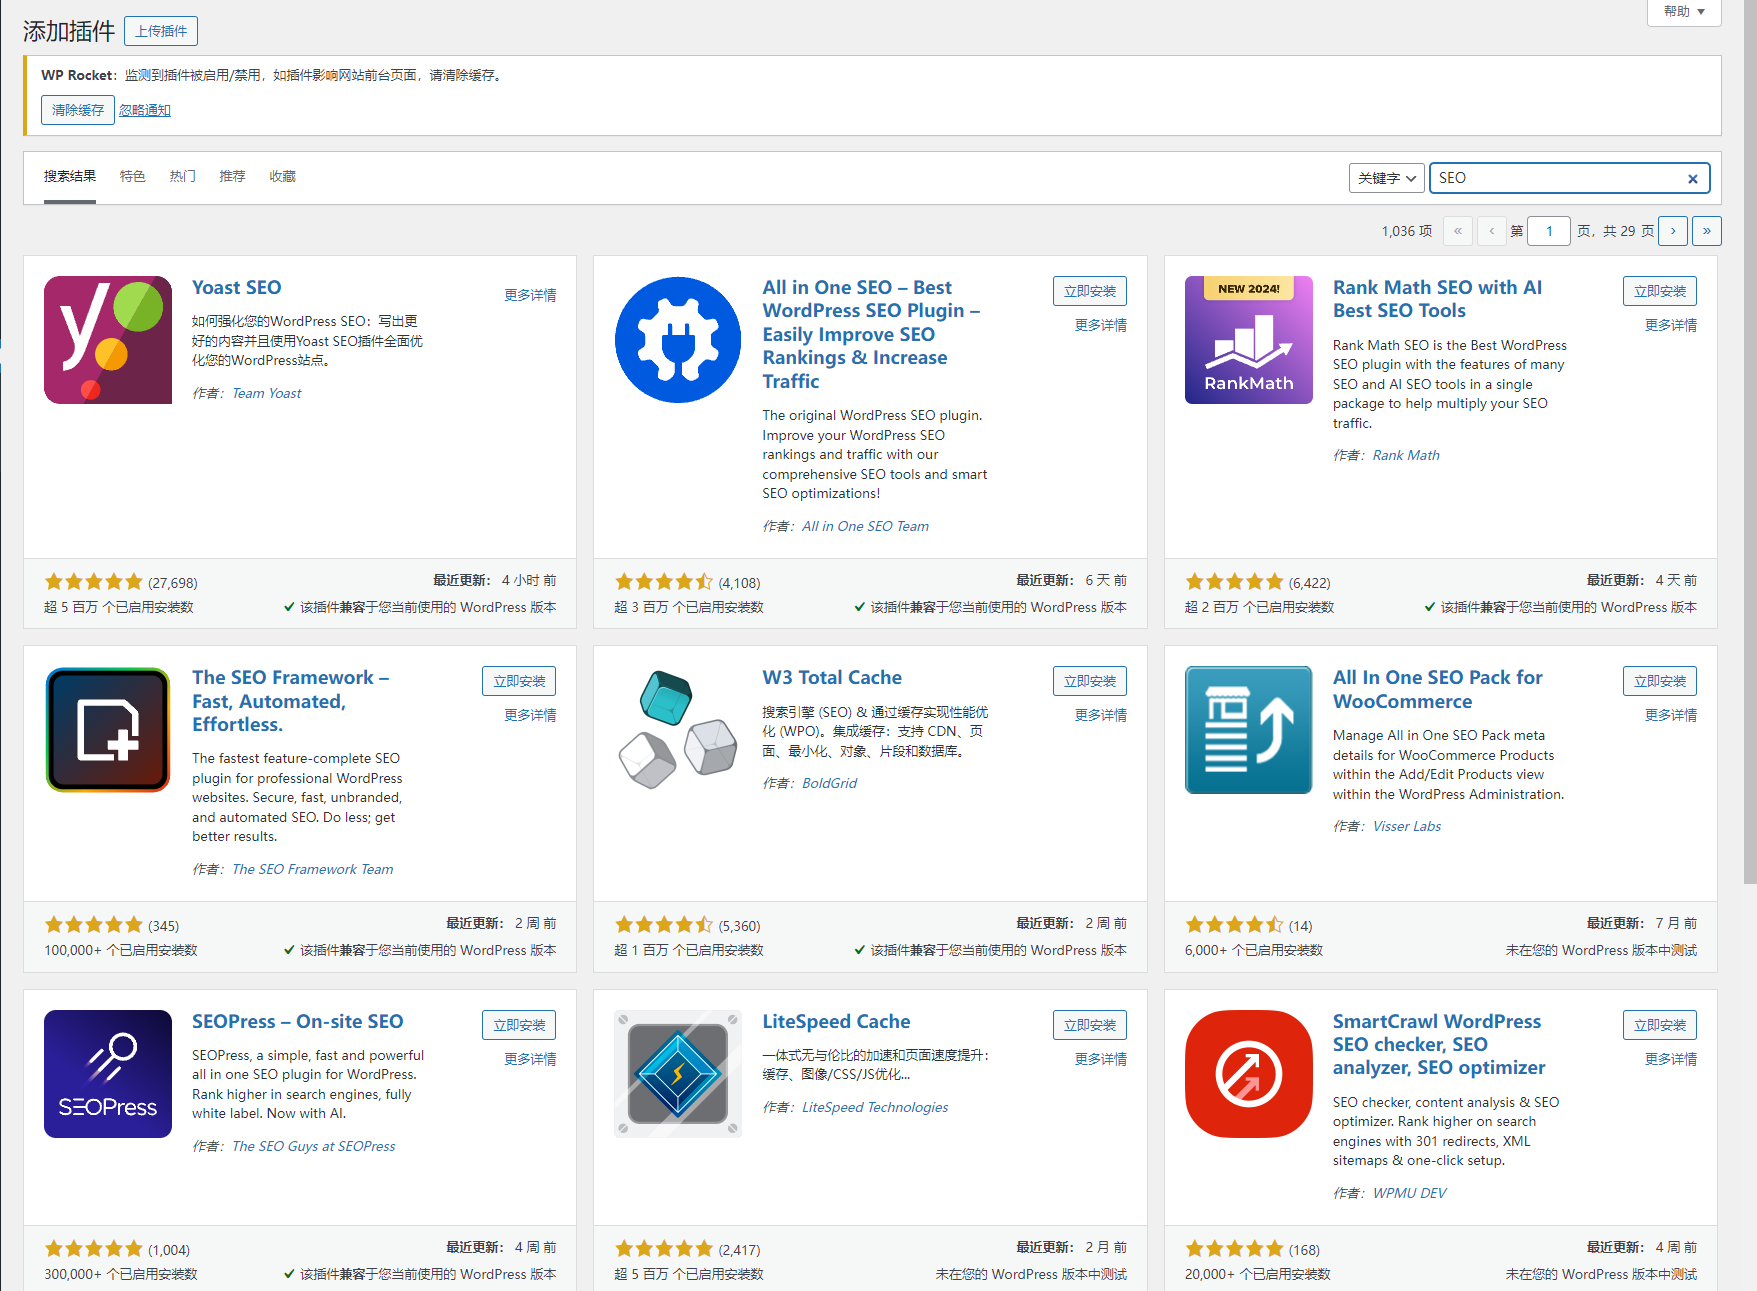 添加插件 上传插件
帮助
WP Rocket：监测到插件被启用/禁用，如插件影响网站前台页面，请清除缓存。
清除缓存 忽略通知
搜索结果 特色 热门 推荐 收藏 关键字 SEO
1,036 项 « ‹ 第 1 页，共 29 页 › »
Yoast SEO
更多详情
如何强化您的WordPress SEO：写出更
好的内容并且使用Yoast SEO插件全面优
化您的WordPress站点。
作者：Team Yoast
(27,698) 最近更新： 4 小时 前
超 5 百万 个已启用安装数 该插件兼容于您当前使用的 WordPress 版本
All in One SEO – Best
WordPress SEO Plugin –
Easily Improve SEO
Rankings & Increase
Traffic
立即安装
更多详情
The original WordPress SEO plugin.
Improve your WordPress SEO
rankings and traffic with our
comprehensive SEO tools and smart
SEO optimizations!
作者：All in One SEO Team
(4,108) 最近更新： 6 天 前
超 3 百万 个已启用安装数 该插件兼容于您当前使用的 WordPress 版本
NEW 2024!
RankMath
Rank Math SEO with AI
Best SEO Tools
立即安装
更多详情
Rank Math SEO is the Best WordPress
SEO plugin with the features of many
SEO and AI SEO tools in a single
package to help multiply your SEO
traffic.
作者：Rank Math
(6,422) 最近更新： 4 天 前
超 2 百万 个已启用安装数 该插件兼容于您当前使用的 WordPress 版本
The SEO Framework –
Fast, Automated,
Effortless.
立即安装
更多详情
The fastest feature-complete SEO
plugin for professional WordPress
websites. Secure, fast, unbranded,
and automated SEO. Do less; get
better results.
作者：The SEO Framework Team
(345) 最近更新： 2 周 前
100,000+ 个已启用安装数 该插件兼容于您当前使用的 WordPress 版本
W3 Total Cache
立即安装
更多详情
搜索引擎 (SEO) & 通过缓存实现性能优
化 (WPO)。集成缓存：支持 CDN、页
面、最小化、对象、片段和数据库。
作者：BoldGrid
(5,360) 最近更新： 2 周 前
超 1 百万 个已启用安装数 该插件兼容于您当前使用的 WordPress 版本
All In One SEO Pack for
WooCommerce
立即安装
更多详情
Manage All in One SEO Pack meta
details for WooCommerce Products
within the Add/Edit Products view
within the WordPress Administration.
作者：Visser Labs
(14) 最近更新： 7 月 前
6,000+ 个已启用安装数 未在您的 WordPress 版本中测试
SEOPress
SEOPress – On-site SEO
立即安装
更多详情
SEOPress, a simple, fast and powerful
all in one SEO plugin for WordPress.
Rank higher in search engines, fully
white label. Now with AI.
作者：The SEO Guys at SEOPress
(1,004) 最近更新： 4 周 前
300,000+ 个已启用安装数 该插件兼容于您当前使用的 WordPress 版本
LiteSpeed Cache
立即安装
更多详情
一体式无与伦比的加速和页面速度提升：
缓存、图像/CSS/JS优化...
作者：LiteSpeed Technologies
(2,417) 最近更新： 2 月 前
超 5 百万 个已启用安装数 未在您的 WordPress 版本中测试
SmartCrawl WordPress
SEO checker, SEO
analyzer, SEO optimizer
立即安装
更多详情
SEO checker, content analysis & SEO
optimizer. Rank higher on search
engines with 301 redirects, XML
sitemaps & one-click setup.
作者：WPMU DEV
(168) 最近更新： 4 周 前
20,000+ 个已启用安装数 未在您的 WordPress 版本中测试